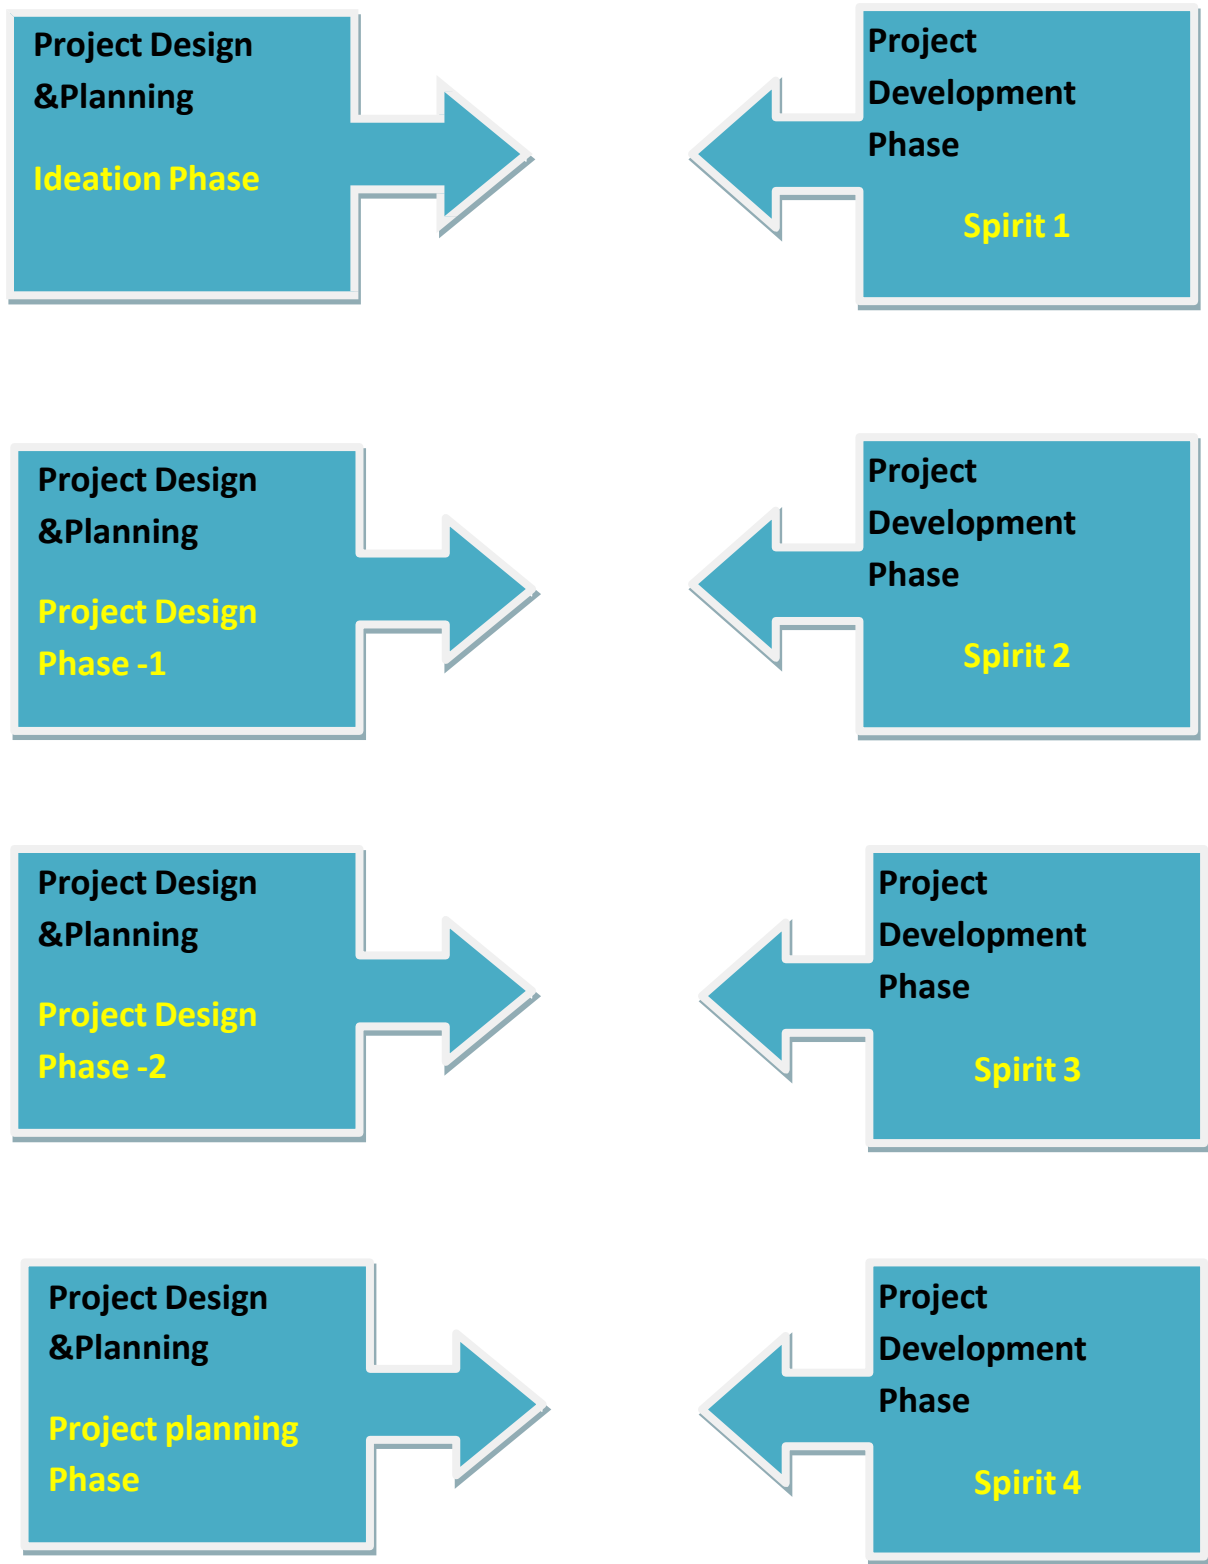 Project Design
&Planning
Ideation Phase
Project
Development
Phase
Spirit 1
Project Design
&Planning
Project Design
Phase -1
Project
Development
Phase
Spirit 2
Project Design
&Planning
Project Design
Phase -2
Project
Development
Phase
Spirit 3
Project Design
&Planning
Project planning
Phase
Project
Development
Phase
Spirit 4